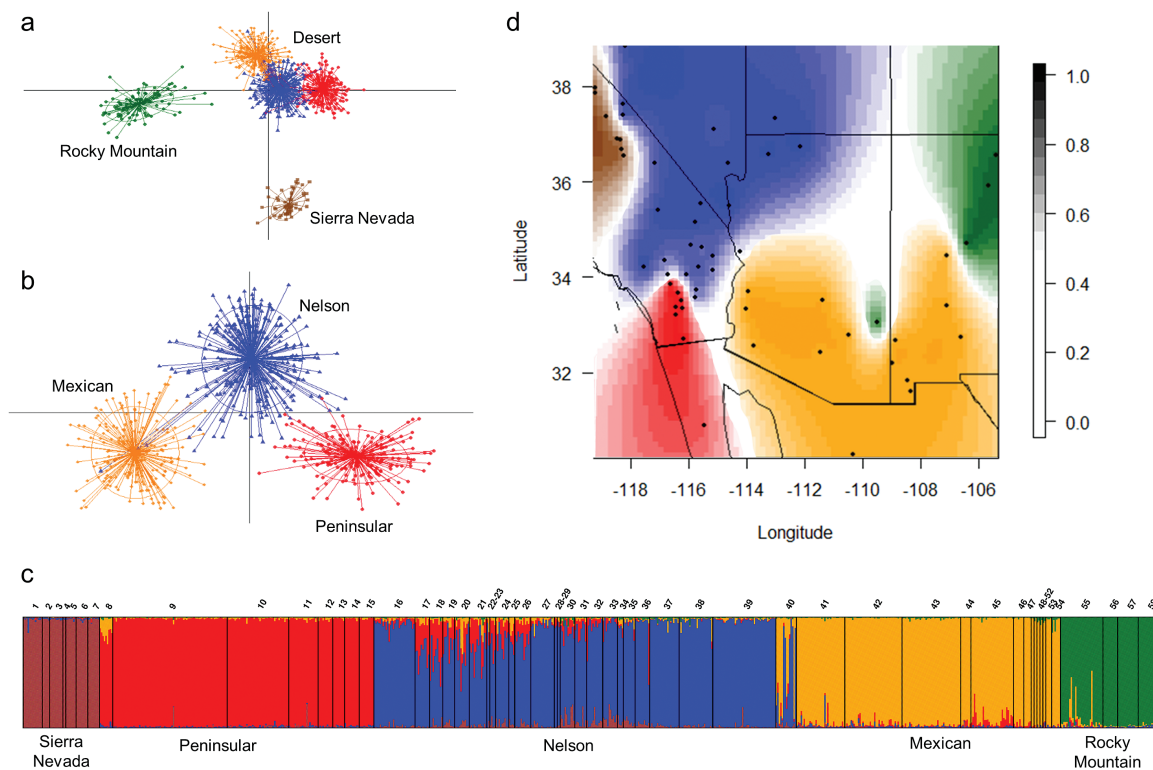 a
Desert
Rocky Mountain
Sierra Nevada
b
Nelson
Mexican
Peninsular
d
38
36
34
32
Latitude
-118 -116 -114 -112 -110 -108 -106
Longitude
1.0
0.8
0.6
0.4
0.2
0.0
c
1 2 3 4 5 6 7 8 9 10 11 12 13 14 15 16 17 18 19 20 21 22-23 24 25 26 27 28-29 30 31 32 33 34 35 36 37 38 39 40 41 42 43 44 45 46 47 48-52 53 54 55 56 57
Sierra Nevada
Peninsular
Nelson
Mexican
Rocky Mountain